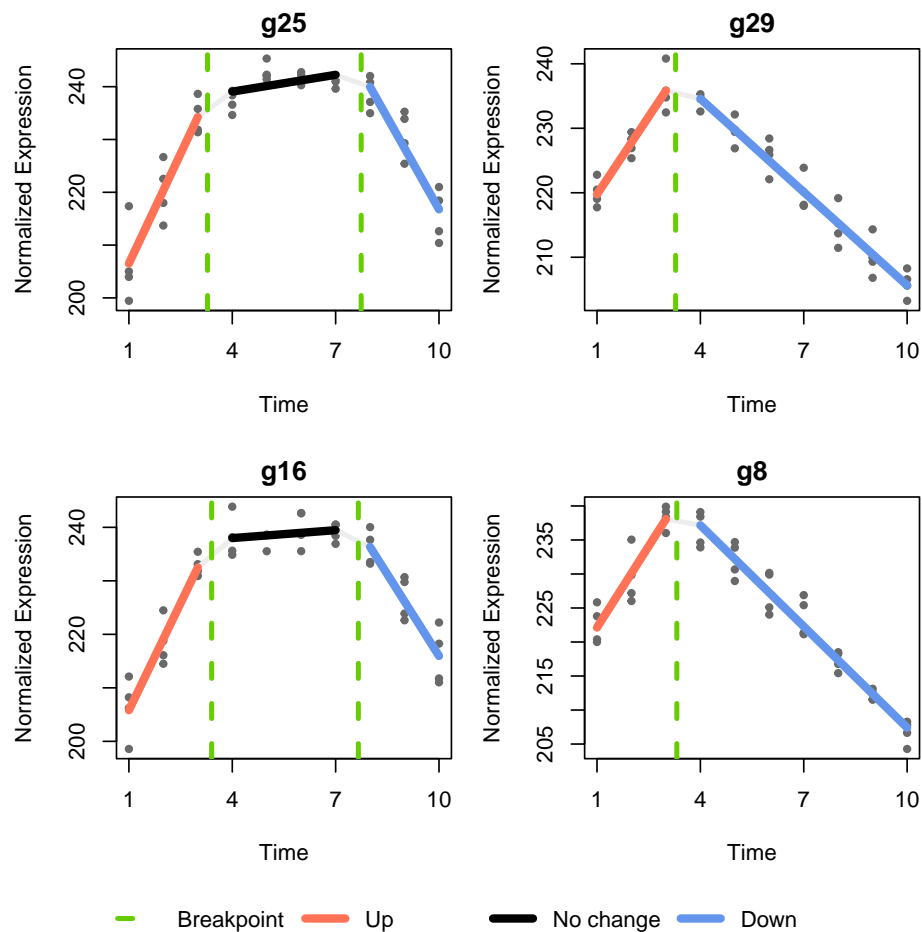 g25
Normalized Expression
200
220
240
1 4 7 10
Time
g29
Normalized Expression
210
220
230
240
1 4 7 10
Time
g16
Normalized Expression
200
220
240
1 4 7 10
Time
g8
Normalized Expression
205
215
225
235
1 4 7 10
Time
Breakpoint Up No change Down